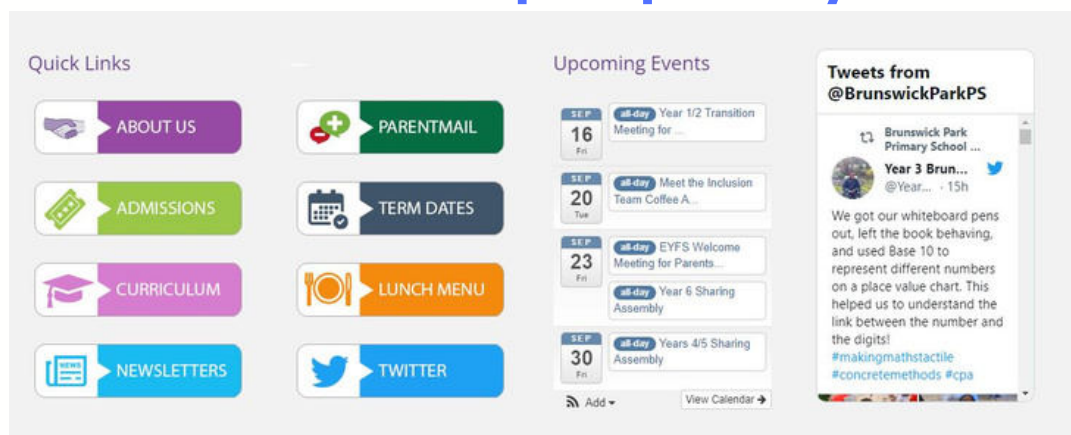 Quick Links
ABOUT US
PARENTMAIL
ADMISSIONS
TERM DATES
CURRICULUM
LUNCH MENU
NEWS
NEWSLETTERS
TWITTER
Upcoming Events
SEP
16
Fri
all-day Year 1/2 Transition
Meeting for ...
SEP
20
Tue
all-day Meet the Inclusion
Team Coffee A...
SEP
23
Fri
all-day EYFS Welcome
Meeting for Parents...
all-day Year 6 Sharing
Assembly
SEP
30
Fri
all-day Years 4/5 Sharing
Assembly
Add
View Calendar
Tweets from
@BrunswickParkPS
Brunswick Park
Primary School ...
Year 3 Brun...
@Year... · 15h
We got our whiteboard pens
out, left the book behaving,
and used Base 10 to
represent different numbers
on a place value chart. This
helped us to understand the
link between the number and
the digits!
#makingmathstactile
#concretemethods #cpa